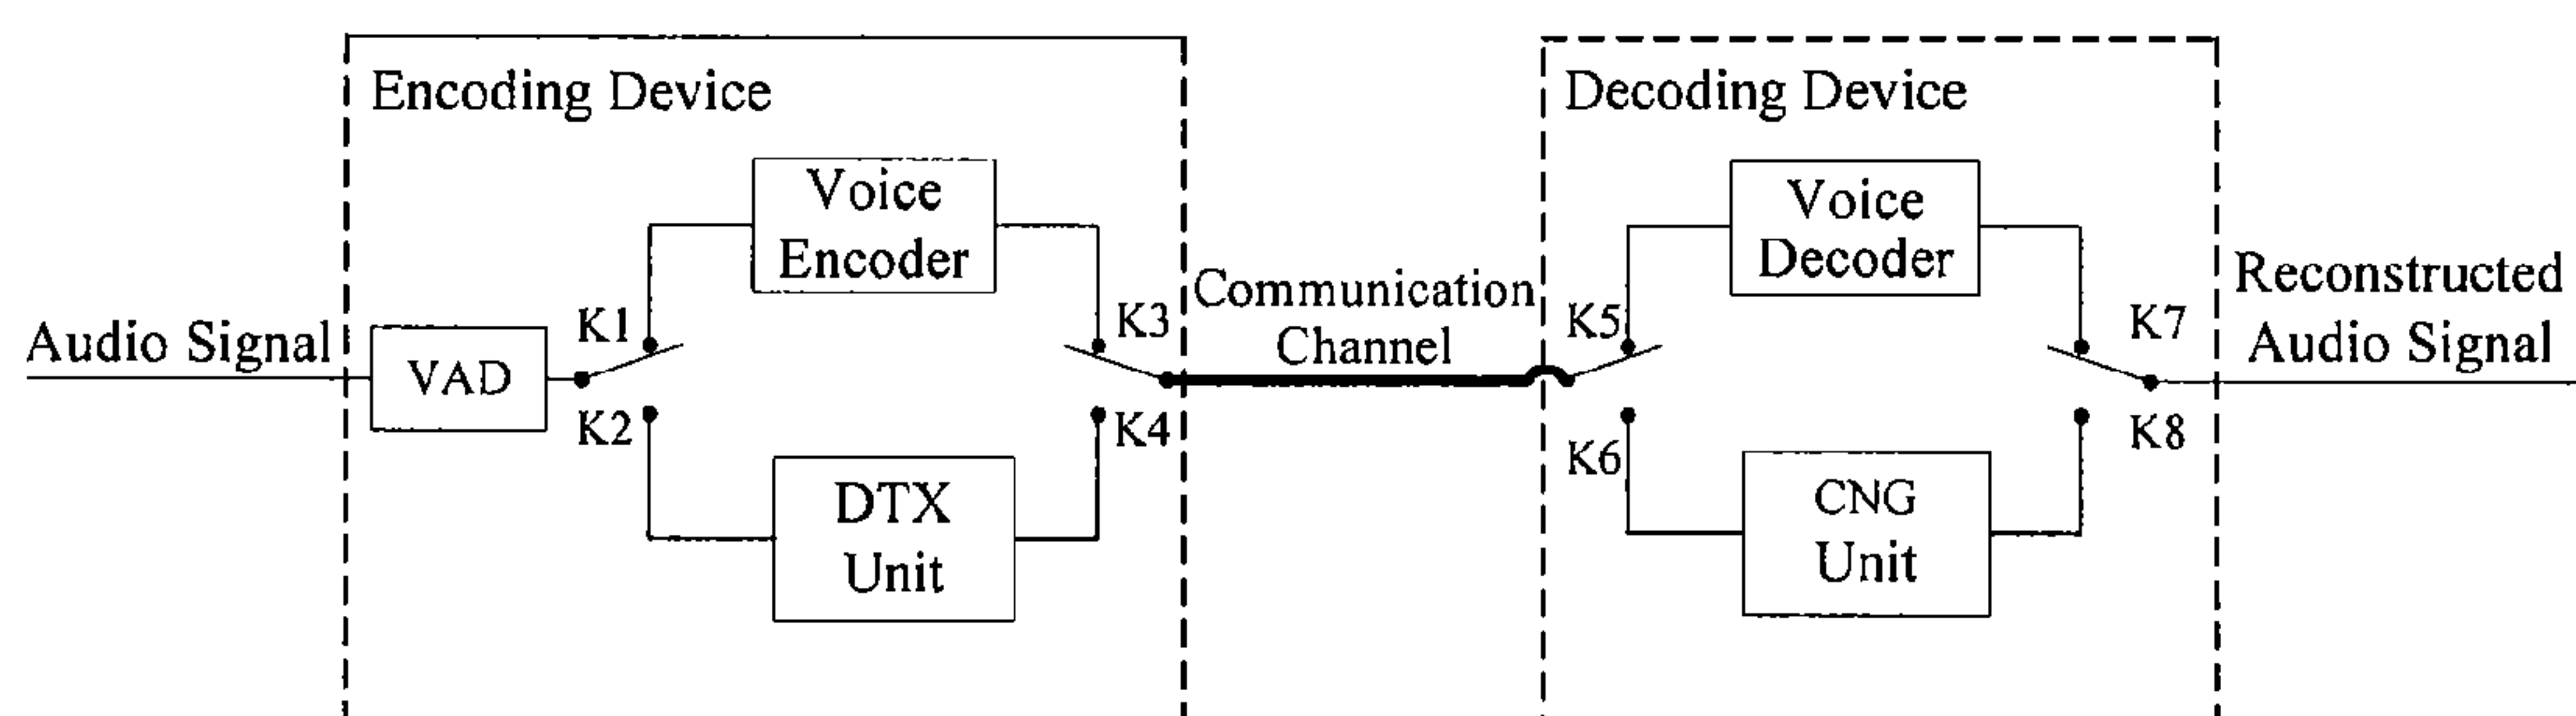 Encoding Device
Decoding Device
Voice
Encoder
Voice
Decoder
Audio Signal
VAD
K1
K2
K3
K4
Communication
Channel
K5
K6
K7
K8
Reconstructed
Audio Signal
DTX
Unit
CNG
Unit